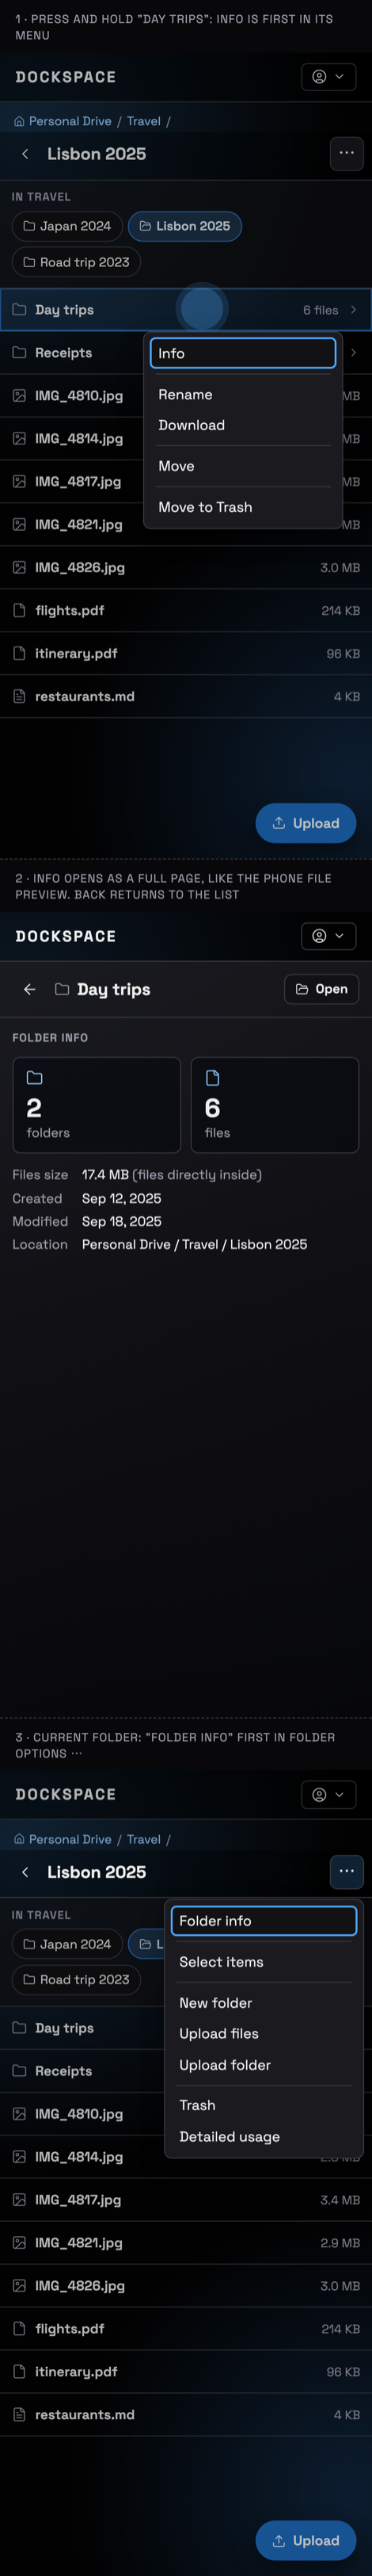 1 · PRESS AND HOLD "DAY TRIPS": INFO IS FIRST IN ITS
MENU
DOCKSPACE
Personal Drive / Travel /
Lisbon 2025
IN TRAVEL
Japan 2024
Lisbon 2025
Road trip 2023
Day trips 6 files
Receipts
Info
IMG_4810.jpg MB
Rename
Download
IMG_4814.jpg MB
Move
IMG_4817.jpg MB
Move to Trash
IMG_4821.jpg MB
IMG_4826.jpg 3.0 MB
flights.pdf 214 KB
itinerary.pdf 96 KB
restaurants.md 4 KB
Upload
2 · INFO OPENS AS A FULL PAGE, LIKE THE PHONE FILE
PREVIEW. BACK RETURNS TO THE LIST
DOCKSPACE
Day trips Open
FOLDER INFO
2
folders
6
files
Files size 17.4 MB (files directly inside)
Created Sep 12, 2025
Modified Sep 18, 2025
Location Personal Drive / Travel / Lisbon 2025
3 · CURRENT FOLDER: "FOLDER INFO" FIRST IN FOLDER
OPTIONS ···
DOCKSPACE
Personal Drive / Travel /
Lisbon 2025
IN TRAVEL
Folder info
Japan 2024
L
Select items
Road trip 2023
New folder
Day trips
Upload files
Receipts
Upload folder
IMG_4810.jpg
Trash
Detailed usage
IMG_4814.jpg
IMG_4817.jpg 3.4 MB
IMG_4821.jpg 2.9 MB
IMG_4826.jpg 3.0 MB
flights.pdf 214 KB
itinerary.pdf 96 KB
restaurants.md 4 KB
Upload